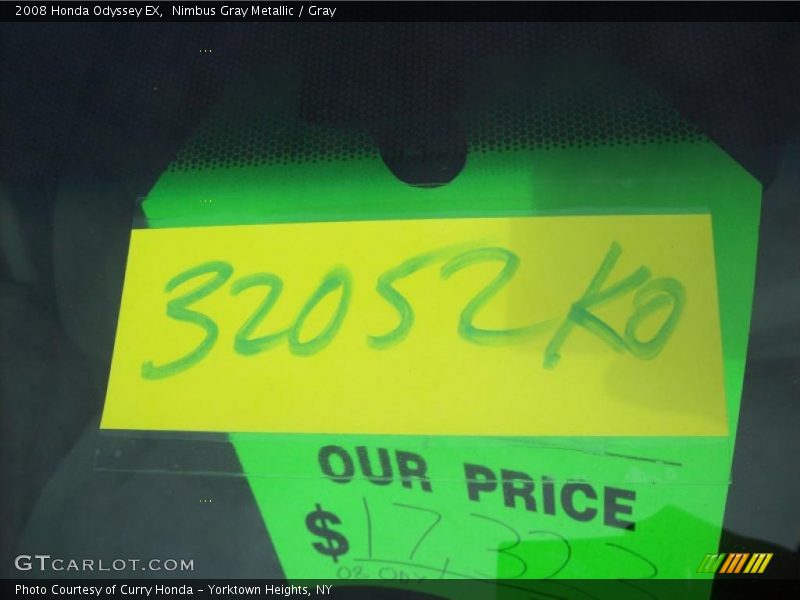 2008 Honda Odyssey EX,  Nimbus Gray Metallic / Gray
32052KO
OUR PRICE
$17,3
GTCARLOT.COM
Photo Courtesy of Curry Honda - Yorktown Heights, NY